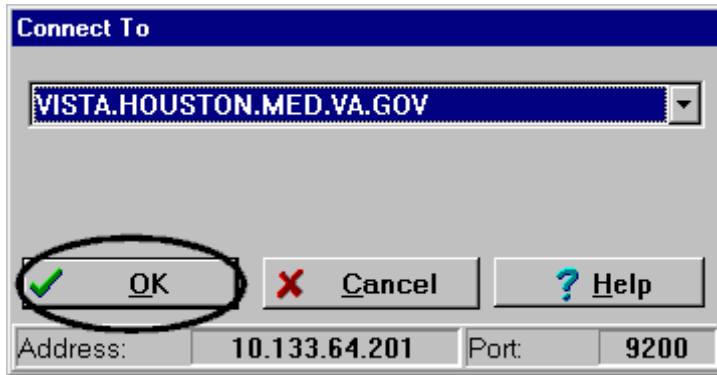 Connect To
VISTA.HOUSTON.MED.VA.GOV
OK Cancel ? Help
Address: 10.133.64.201 Port: 9200